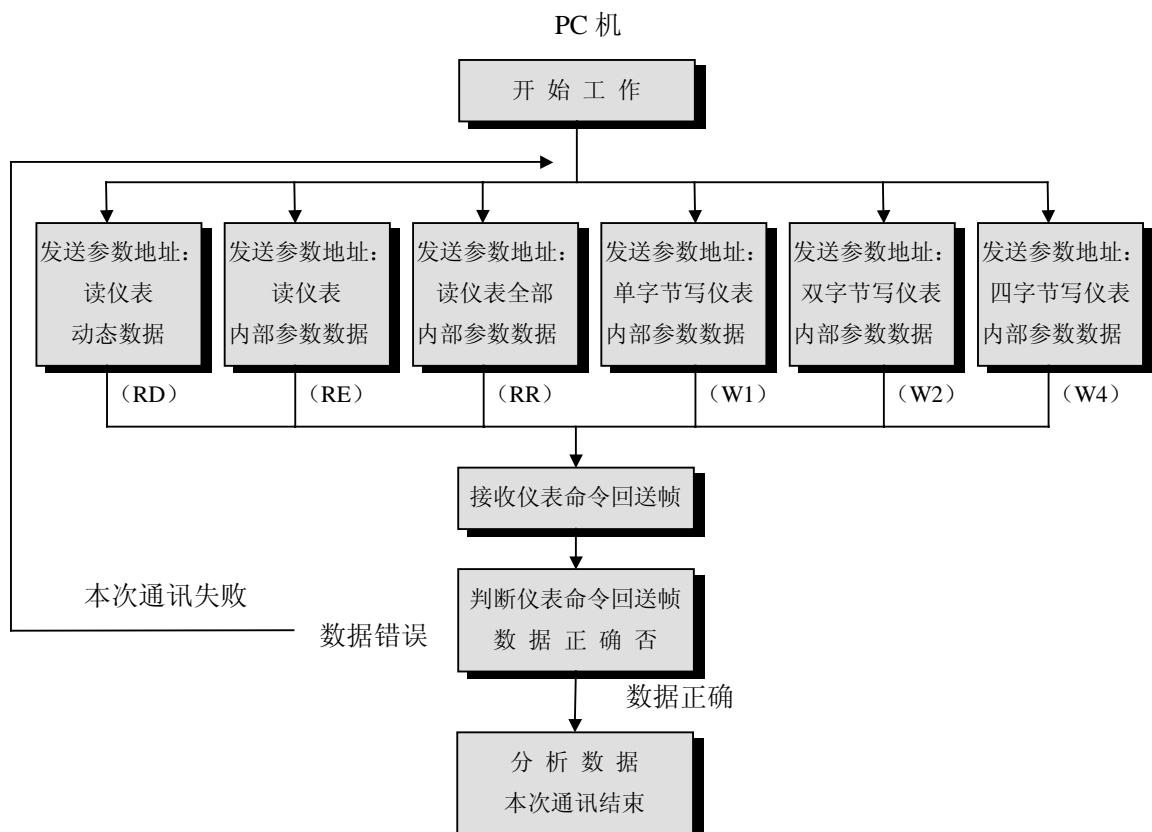 PC 机
开 始 工 作
发送参数地址：
读仪表
动态数据
发送参数地址：
读仪表
内部参数数据
发送参数地址：
读仪表全部
内部参数数据
发送参数地址：
单字节写仪表
内部参数数据
发送参数地址：
双字节写仪表
内部参数数据
发送参数地址：
四字节写仪表
内部参数数据
（RD）
（RE）
（RR）
（W1）
（W2）
（W4）
接收仪表命令回送帧
判断仪表命令回送帧
数 据 正 确 否
本次通讯失败
数据错误
数据正确
分 析 数 据
本次通讯结束